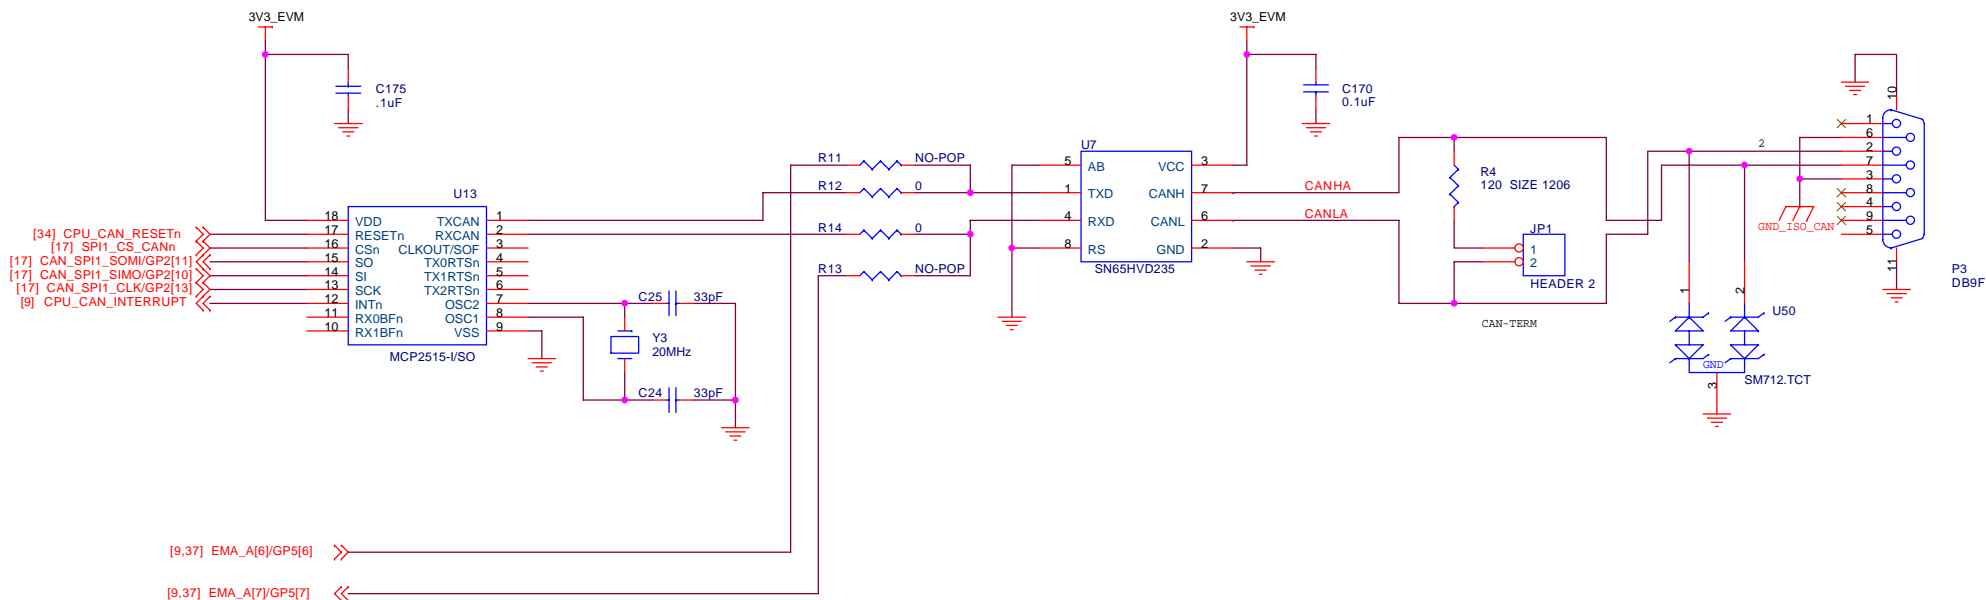 3V3_EVM
C175
.1uF
U13
18 VDD TXCAN 1
17 RESETn RXCAN 2
16 CSn CLKOUT/SOF 3
15 SO TX0RTSn 4
14 SI TX1RTSn 5
13 SCK TX2RTSn 6
12 INTn OSC2 7
11 RX0BFn OSC1 8
10 RX1BFn VSS 9
MCP2515-I/SO
[34] CPU_CAN_RESETn
[17] SPI1_CS_CANn
[17] CAN_SPI1_SOMI/GP2[11]
[17] CAN_SPI1_SIMO/GP2[10]
[17] CAN_SPI1_CLK/GP2[13]
[9] CPU_CAN_INTERRUPT
C25 33pF
Y3
20MHz
C24 33pF
R11 NO-POP
R12 0
R14 0
R13 NO-POP
[9,37] EMA_A[6]/GP5[6]
[9,37] EMA_A[7]/GP5[7]
3V3_EVM
C170
0.1uF
U7
5 AB VCC 3
1 TXD CANH 7
4 RXD CANL 6
8 RS GND 2
SN65HVD235
CANHA
CANLA
R4
120 SIZE 1206
JP1
1
2
HEADER 2
CAN-TERM
2
1
2
U50
GND
SM712.TCT
3
10
1
6
2
7
3
8
4
9
5
11
GND_ISO_CAN
P3
DB9F